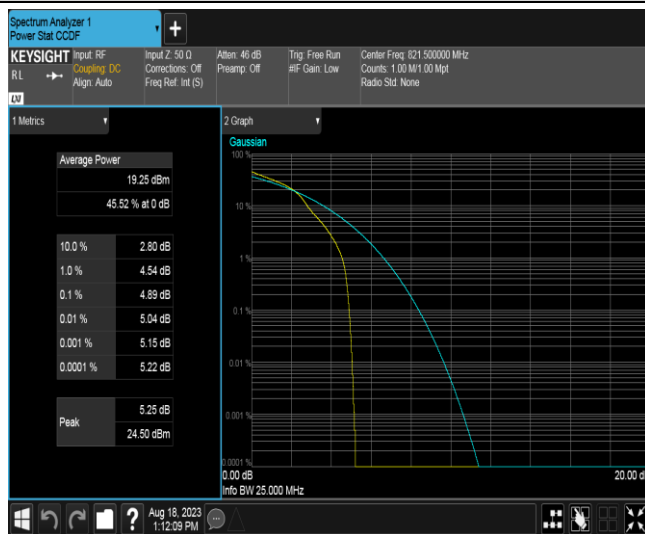 Spectrum Analyzer 1
Power Stat CCDF
+
KEYSIGHT
RL
LXI
Input: RF
Coupling: DC
Align: Auto
Input Z: 50 Ω
Corrections: Off
Freq Ref: Int (S)
Atten: 46 dB
Preamp: Off
Trig: Free Run
#IF Gain: Low
Center Freq: 821.500000 MHz
Counts: 1.00 M/1.00 Mpt
Radio Std: None
1 Metrics
Average Power
19.25 dBm
45.52 % at 0 dB
10.0 % 2.80 dB
1.0 % 4.54 dB
0.1 % 4.89 dB
0.01 % 5.04 dB
0.001 % 5.15 dB
0.0001 % 5.22 dB
Peak
5.25 dB
24.50 dBm
2 Graph
Gaussian
100 %
10 %
1 %
0.1 %
0.01 %
0.001 %
0.0001 %
0.00 dB
20.00 d
Info BW 25.000 MHz
?
Aug 18, 2023
1:12:09 PM